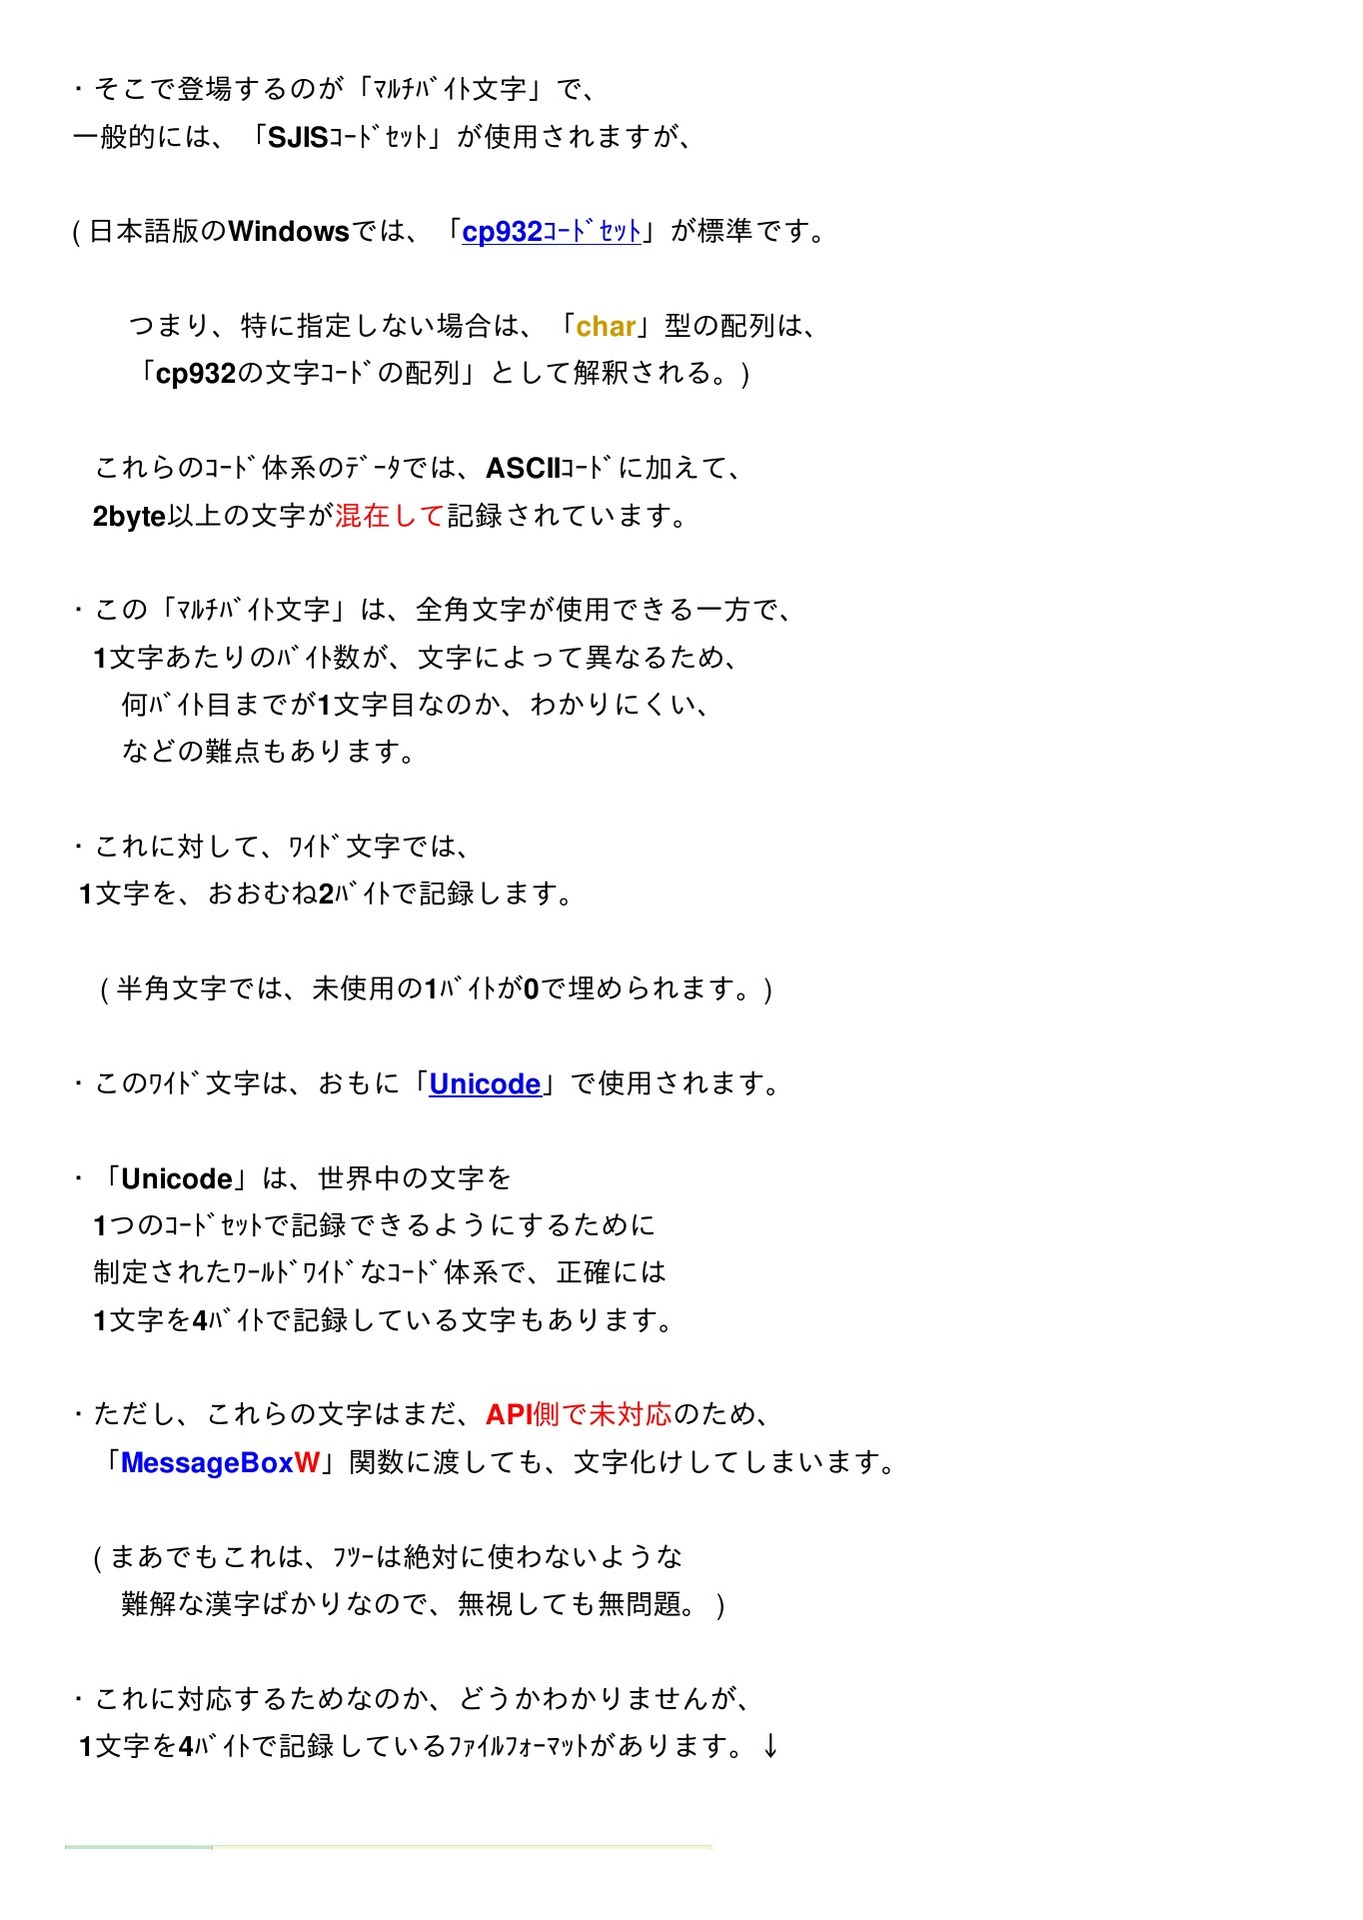 ・そこで登場するのが「ﾏﾙﾁﾊﾞｲﾄ文字」で、
一般的には、「SJISｺｰﾄﾞｾｯﾄ」が使用されますが、
( 日本語版のWindowsでは、「cp932ｺｰﾄﾞｾｯﾄ」が標準です。
つまり、特に指定しない場合は、「char」型の配列は、
「cp932の文字ｺｰﾄﾞの配列」として解釈される。)
これらのｺｰﾄﾞ体系のﾃﾞｰﾀでは、ASCIIｺｰﾄﾞに加えて、
2byte以上の文字が混在して記録されています。
・この「ﾏﾙﾁﾊﾞｲﾄ文字」は、全角文字が使用できる一方で、
1文字あたりのﾊﾞｲﾄ数が、文字によって異なるため、
何ﾊﾞｲﾄ目までが1文字目なのか、わかりにくい、
などの難点もあります。
・これに対して、ﾜｲﾄﾞ文字では、
1文字を、おおむね2ﾊﾞｲﾄで記録します。
( 半角文字では、未使用の1ﾊﾞｲﾄが0で埋められます。)
・このﾜｲﾄﾞ文字は、おもに「Unicode」で使用されます。
・「Unicode」は、世界中の文字を
1つのｺｰﾄﾞｾｯﾄで記録できるようにするために
制定されたﾜｰﾙﾄﾞﾜｲﾄﾞなｺｰﾄﾞ体系で、正確には
1文字を4ﾊﾞｲﾄで記録している文字もあります。
・ただし、これらの文字はまだ、API側で未対応のため、
「MessageBoxW」関数に渡しても、文字化けしてしまいます。
( まあでもこれは、ﾌﾂｰは絶対に使わないような
難解な漢字ばかりなので、無視しても無問題。 )
・これに対応するためなのか、どうかわかりませんが、
1文字を4ﾊﾞｲﾄで記録しているﾌｧｲﾙﾌｫｰﾏｯﾄがあります。↓